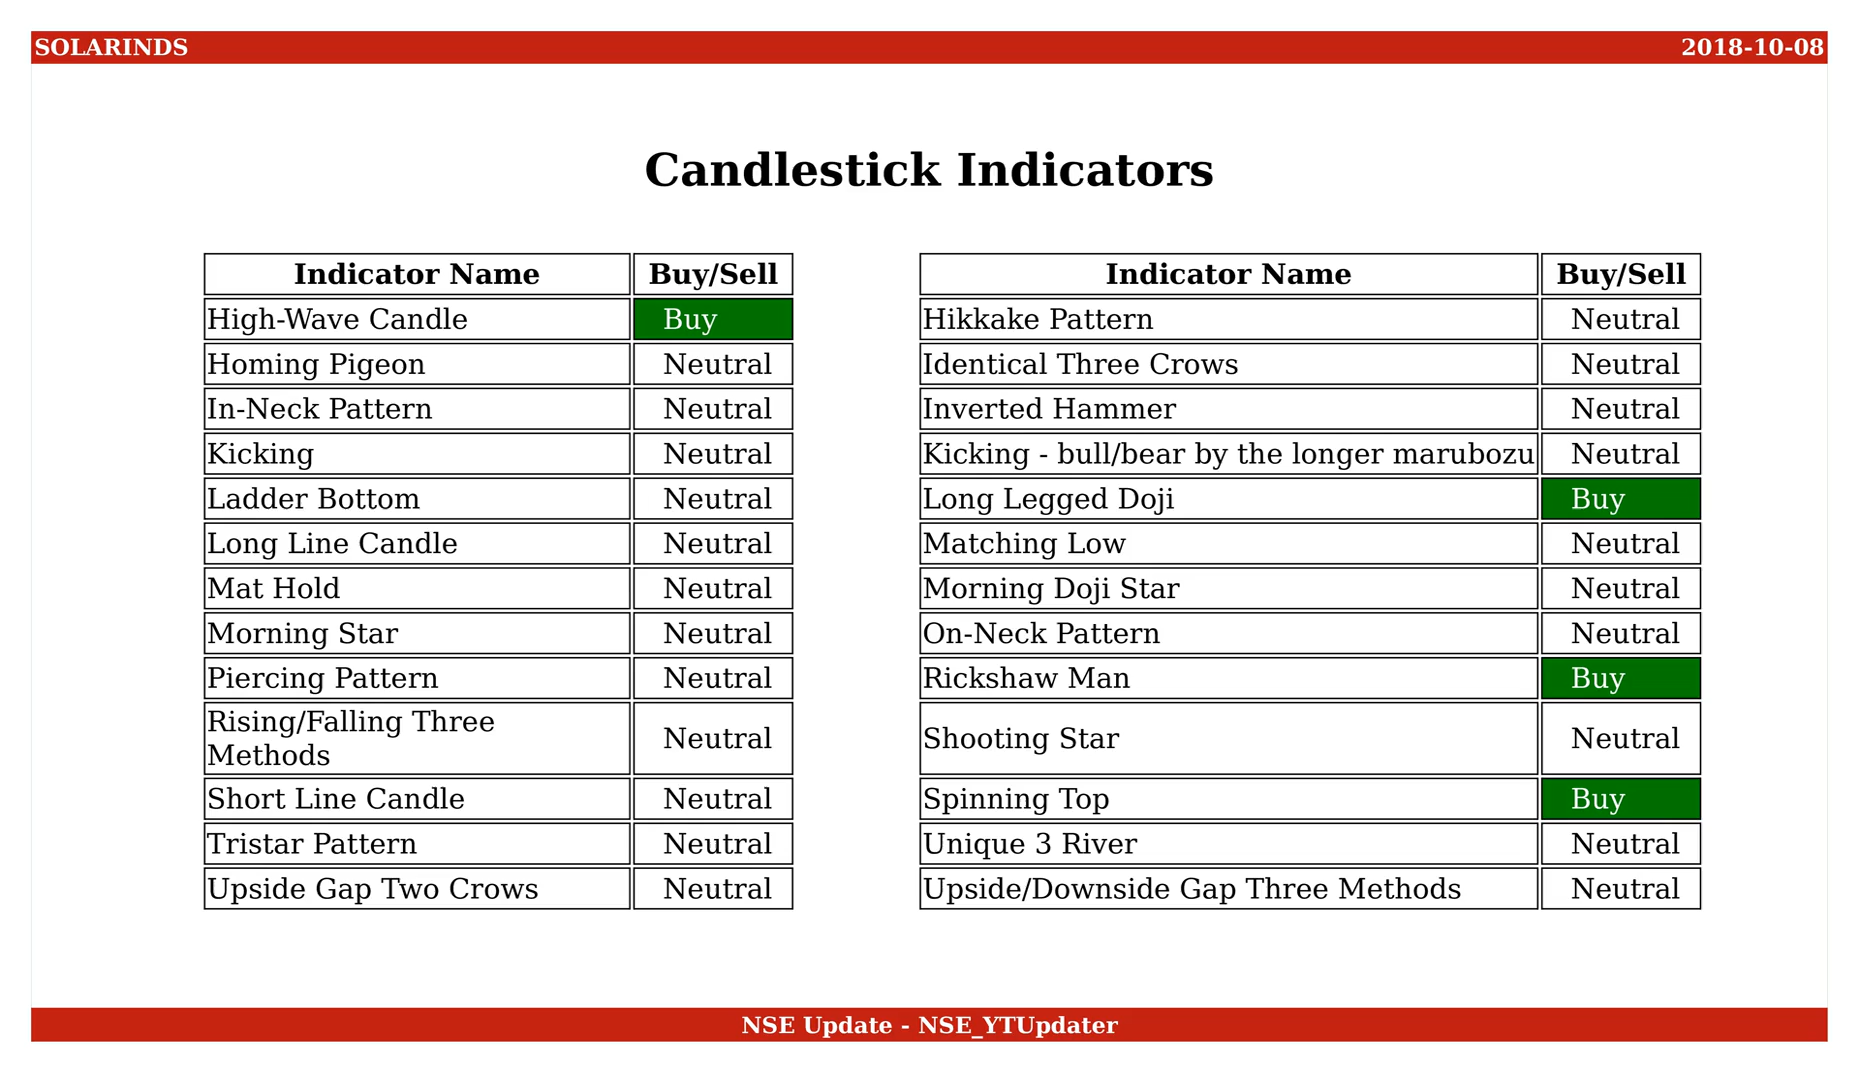 SOLARINDS 2018-10-08
Candlestick Indicators
Indicator Name Buy/Sell
High-Wave Candle Buy
Homing Pigeon Neutral
In-Neck Pattern Neutral
Kicking Neutral
Ladder Bottom Neutral
Long Line Candle Neutral
Mat Hold Neutral
Morning Star Neutral
Piercing Pattern Neutral
Rising/Falling Three
Methods Neutral
Short Line Candle Neutral
Tristar Pattern Neutral
Upside Gap Two Crows Neutral
Indicator Name Buy/Sell
Hikkake Pattern Neutral
Identical Three Crows Neutral
Inverted Hammer Neutral
Kicking - bull/bear by the longer marubozu Neutral
Long Legged Doji Buy
Matching Low Neutral
Morning Doji Star Neutral
On-Neck Pattern Neutral
Rickshaw Man Buy
Shooting Star Neutral
Spinning Top Buy
Unique 3 River Neutral
Upside/Downside Gap Three Methods Neutral
NSE Update - NSE_YTUpdater